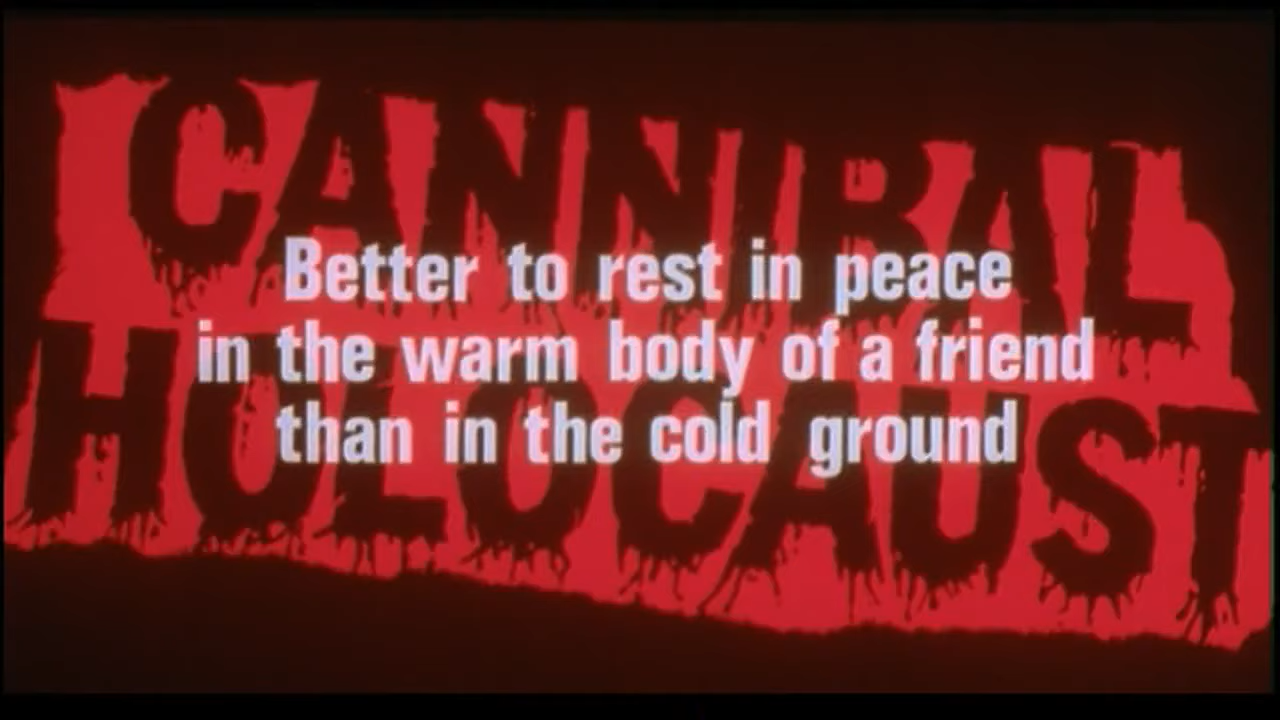 CANNIBAL
Better to rest in peace
in the warm body of a friend
HOLOCAUST
than in the cold ground